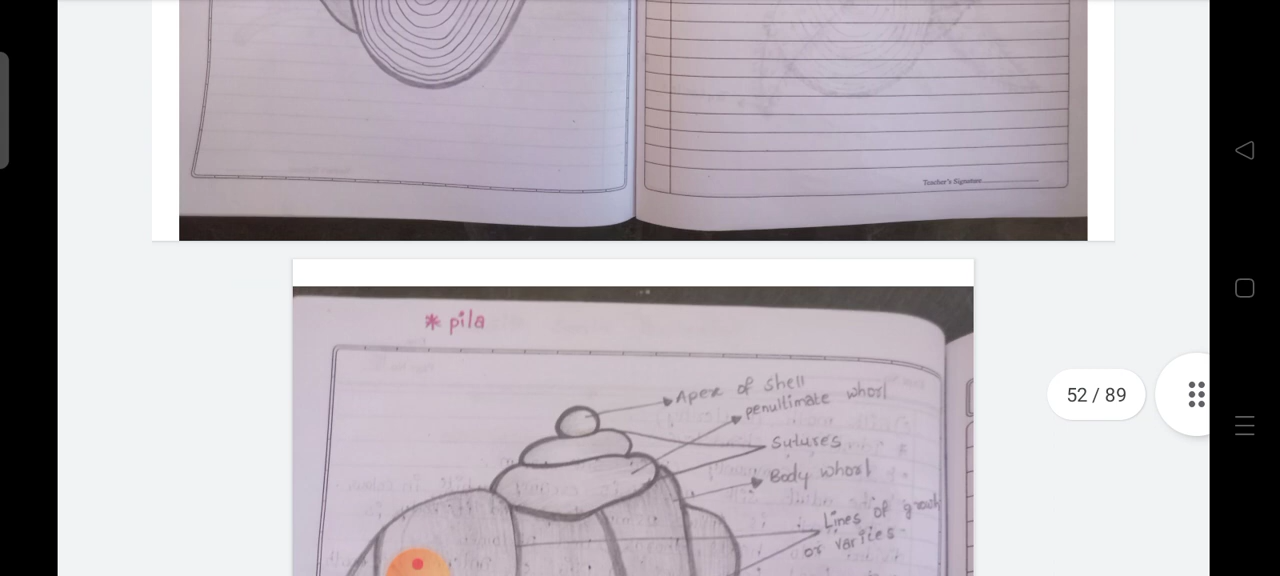 Teacher's Signature
52 / 89
* pila
Apex of shell
penultimate whorl
Sutures
Body whorl
Lines of growth
or varices